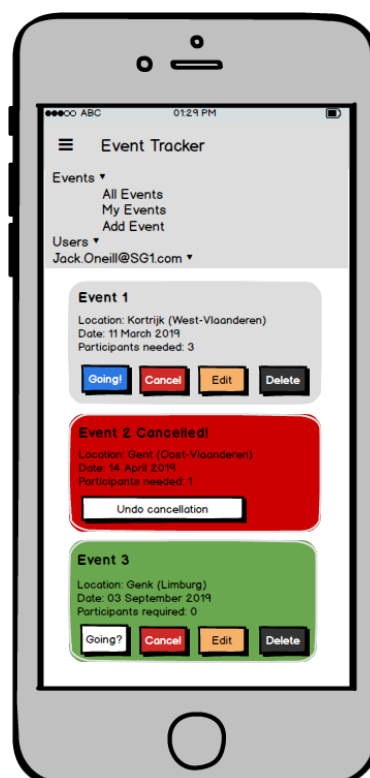 ABC 01:29 PM
Event Tracker
Events ▾
All Events
My Events
Add Event
Users ▾
Jack.Oneill@SG1.com ▾
Event 1
Location: Kortrijk (West-Vlaanderen)
Date: 11 March 2019
Participants needed: 3
Going! Cancel Edit Delete
Event 2 Cancelled!
Location: Gent (Oost-Vlaanderen)
Date: 14 April 2019
Participants needed: 1
Undo cancellation
Event 3
Location: Genk (Limburg)
Date: 03 September 2019
Participants required: 0
Going? Cancel Edit Delete